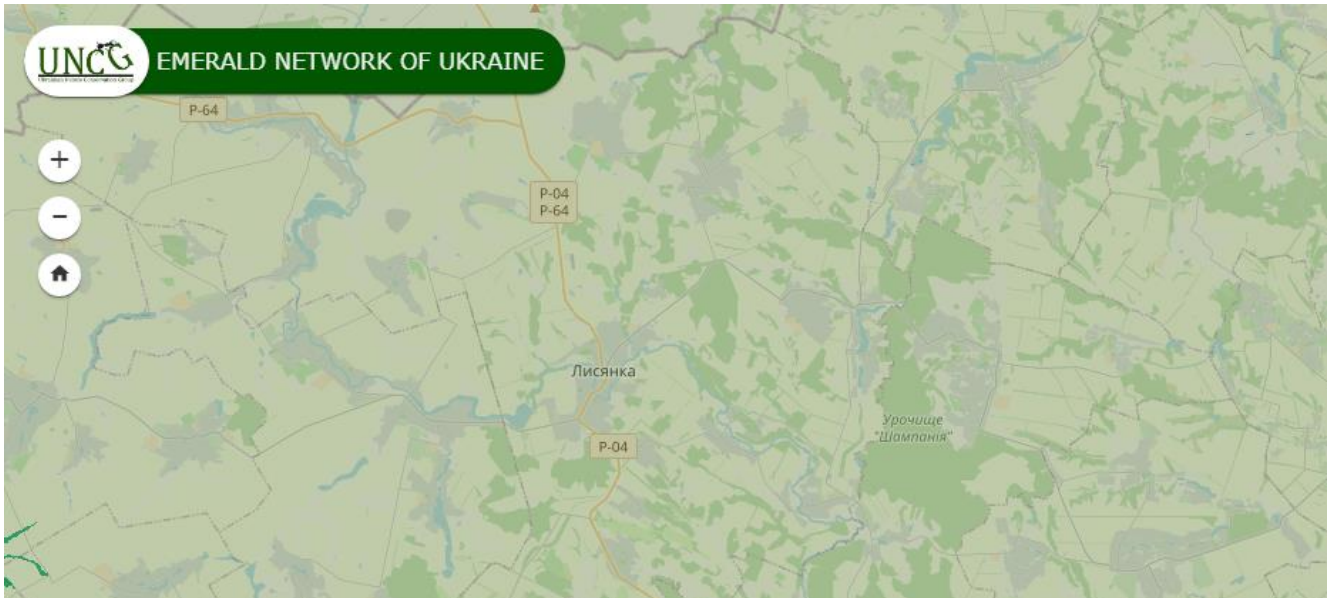 UNCG
EMERALD NETWORK OF UKRAINE
Р-64
+
−
Р-04
Р-64
Лисянка
Урочище
"Шампанія"
Р-04